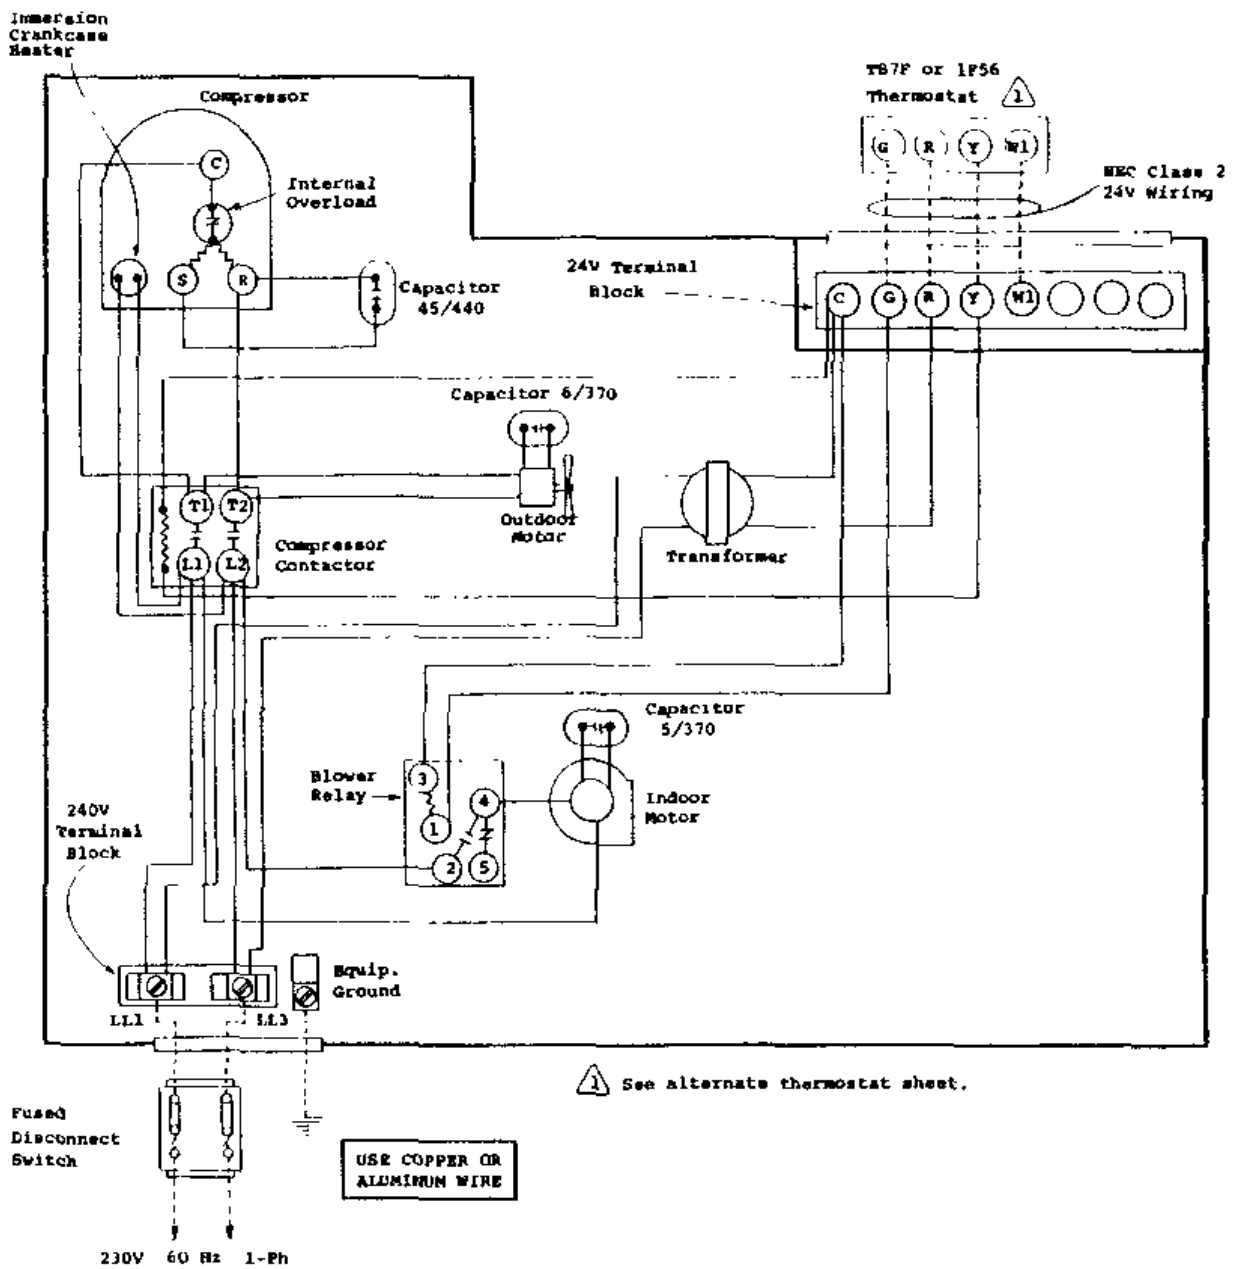 Immersion
Crankcase
Heater
Compressor
C
Internal
Overload
S
R
Capacitor
45/440
T87F or 1F56
Thermostat 1
G R Y W1
NEC Class 2
24V Wiring
24V Terminal
Block
C G R Y W1
Capacitor 6/370
T1 T2
L1 L2
Compressor
Contactor
Outdoor
Motor
Transformer
Capacitor
5/370
Blower
Relay
3
4
1
2 5
Indoor
Motor
240V
Terminal
Block
Equip.
Ground
LL1 LL3
1 See alternate thermostat sheet.
Fused
Disconnect
Switch
USE COPPER OR
ALUMINUM WIRE
230V 60 Hz 1-Ph